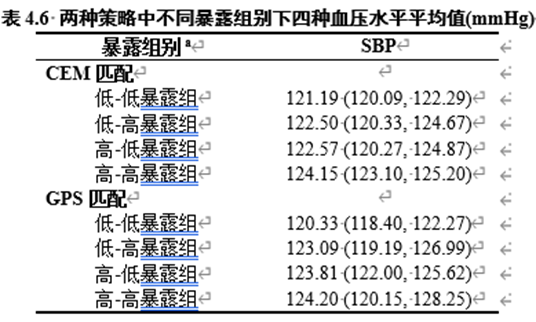 表 4.6 两种策略中不同暴露组别下四种血压水平平均值(mmHg)
暴露组别a SBP
CEM 匹配
低-低暴露组 121.19 (120.09, 122.29)
低-高暴露组 122.50 (120.33, 124.67)
高-低暴露组 122.57 (120.27, 124.87)
高-高暴露组 124.15 (123.10, 125.20)
GPS 匹配
低-低暴露组 120.33 (118.40, 122.27)
低-高暴露组 123.09 (119.19, 126.99)
高-低暴露组 123.81 (122.00, 125.62)
高-高暴露组 124.20 (120.15, 128.25)